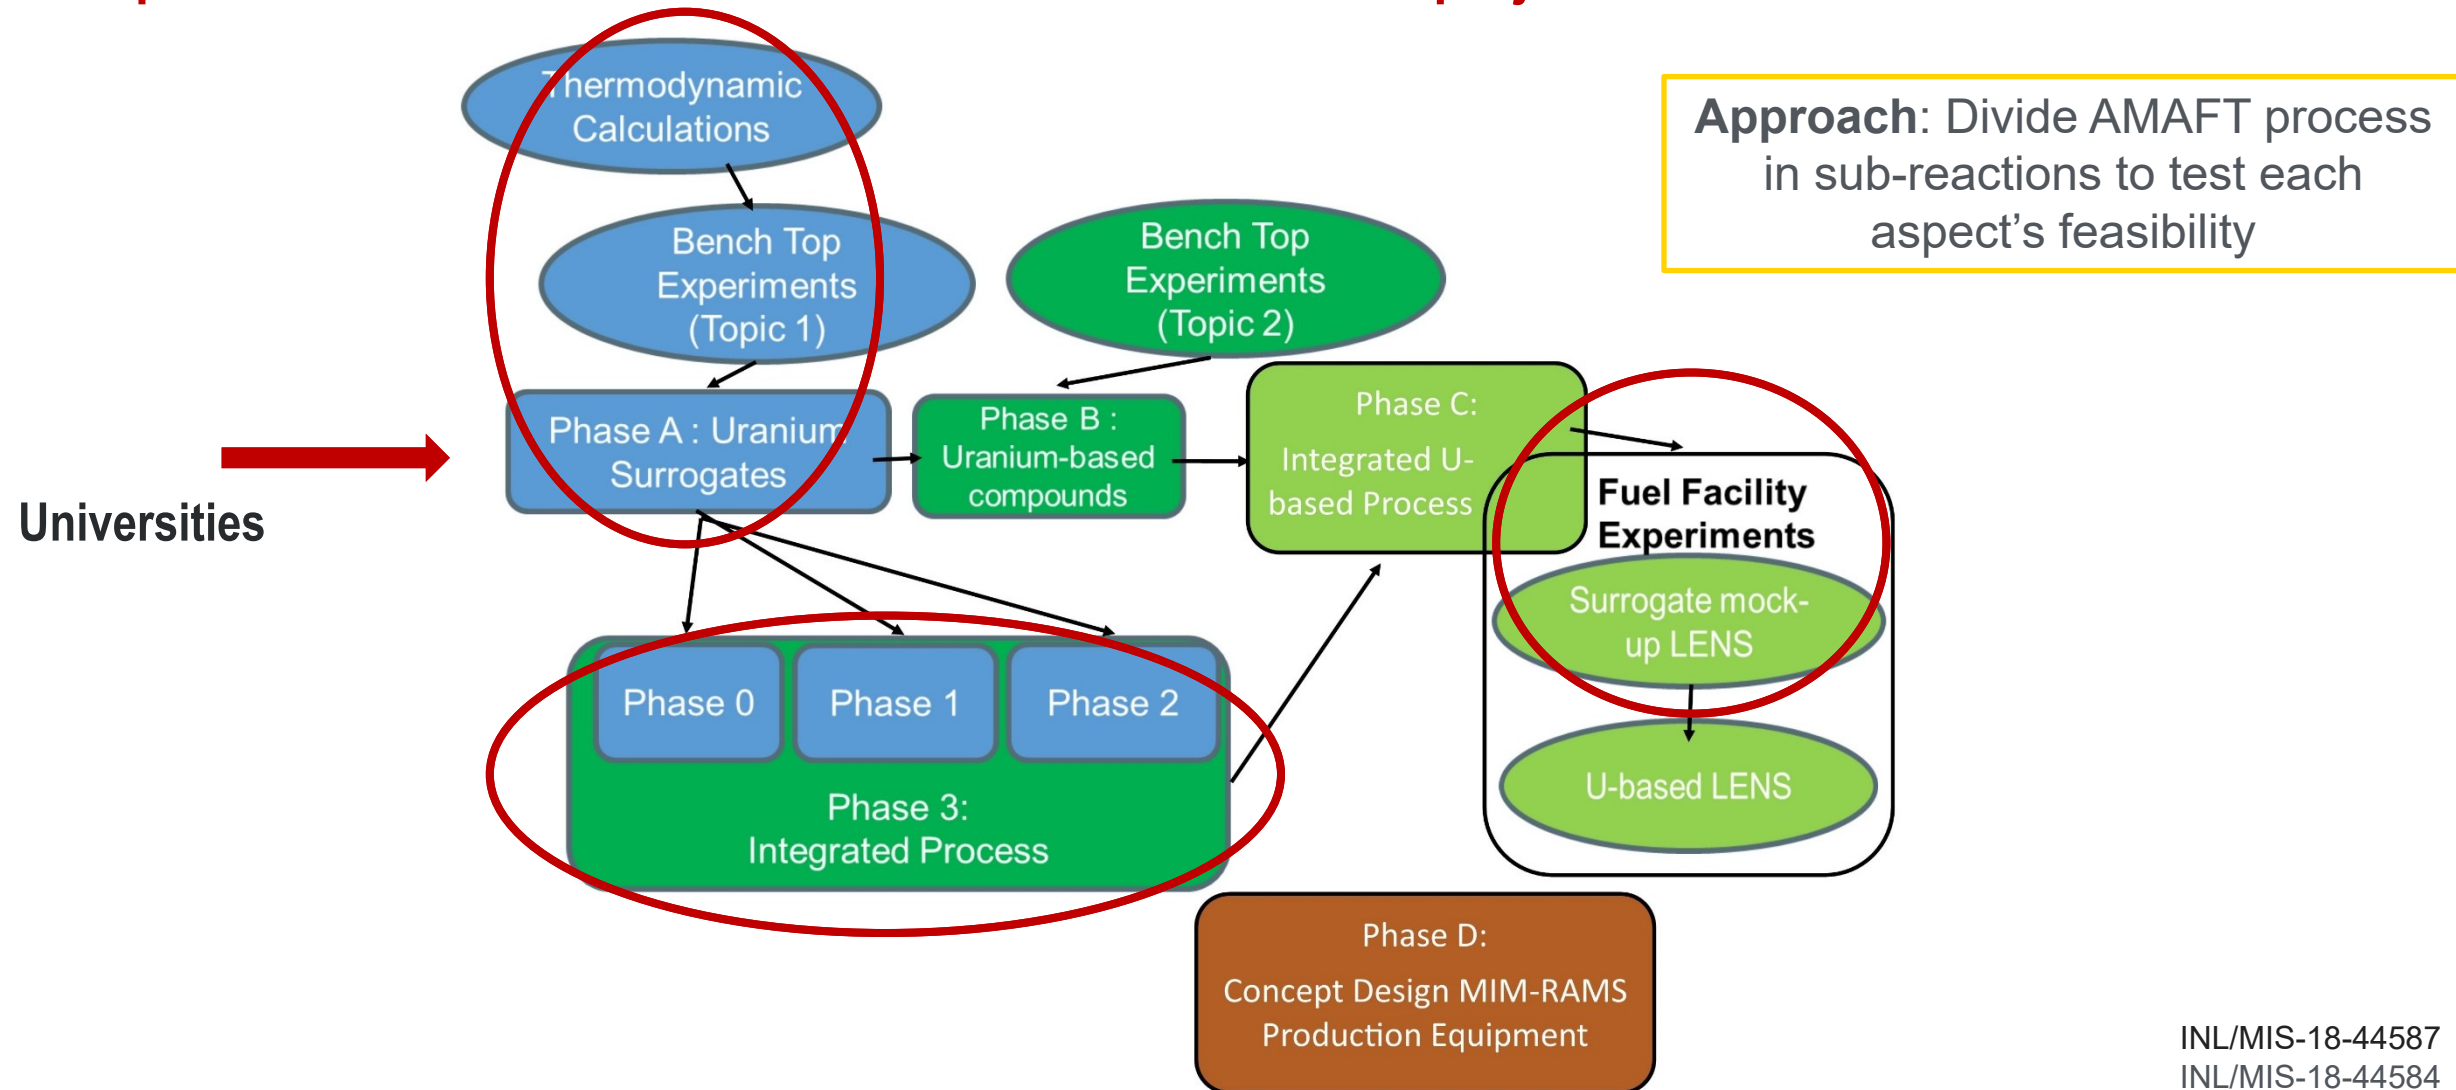 Thermodynamic
Calculations
Approach: Divide AMAFT process
in sub-reactions to test each
aspect's feasibility
Bench Top
Experiments
(Topic 1)
Bench Top
Experiments
(Topic 2)
Universities
Phase A : Uranium
Surrogates
Phase B :
Uranium-based
compounds
Phase C:
Integrated U-
based Process
Fuel Facility
Experiments
Surrogate mock-
up LENS
U-based LENS
Phase 0
Phase 1
Phase 2
Phase 3:
Integrated Process
Phase D:
Concept Design MIM-RAMS
Production Equipment
INL/MIS-18-44587
INL/MIS-18-44584